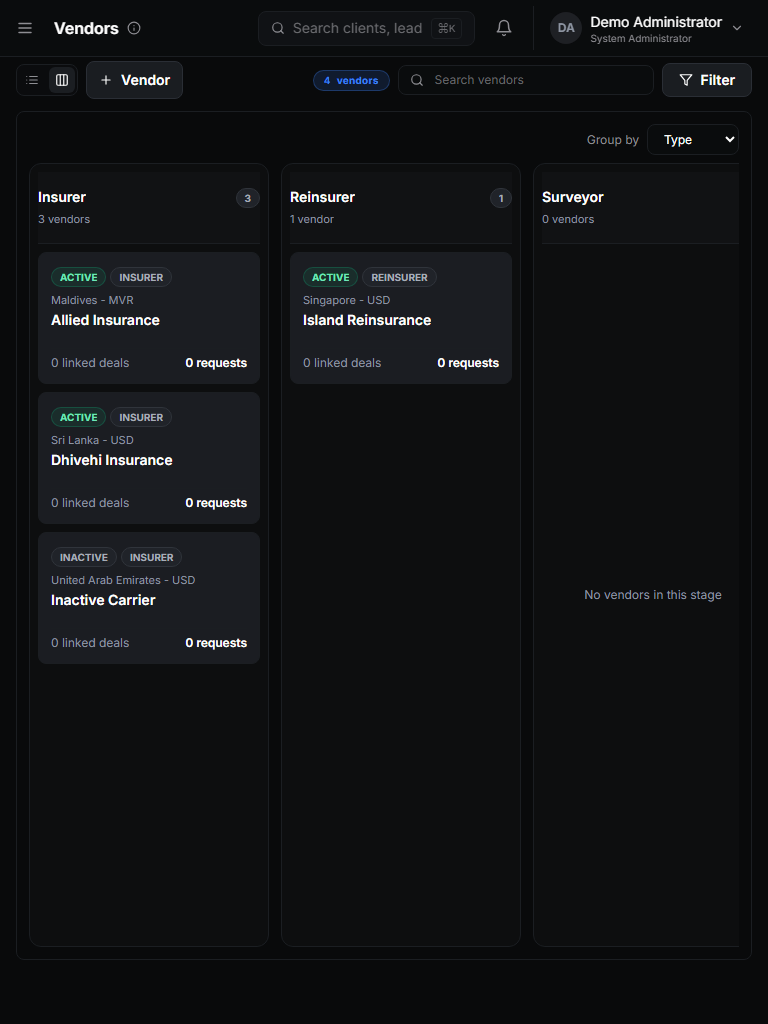 Vendors
Search clients, lead ⌘K
DA
Demo Administrator
System Administrator
+ Vendor
4 vendors
Search vendors
Filter
Group by Type
Insurer 3
3 vendors
ACTIVE INSURER
Maldives - MVR
Allied Insurance
0 linked deals 0 requests
ACTIVE INSURER
Sri Lanka - USD
Dhivehi Insurance
0 linked deals 0 requests
INACTIVE INSURER
United Arab Emirates - USD
Inactive Carrier
0 linked deals 0 requests
Reinsurer 1
1 vendor
ACTIVE REINSURER
Singapore - USD
Island Reinsurance
0 linked deals 0 requests
Surveyor
0 vendors
No vendors in this stage